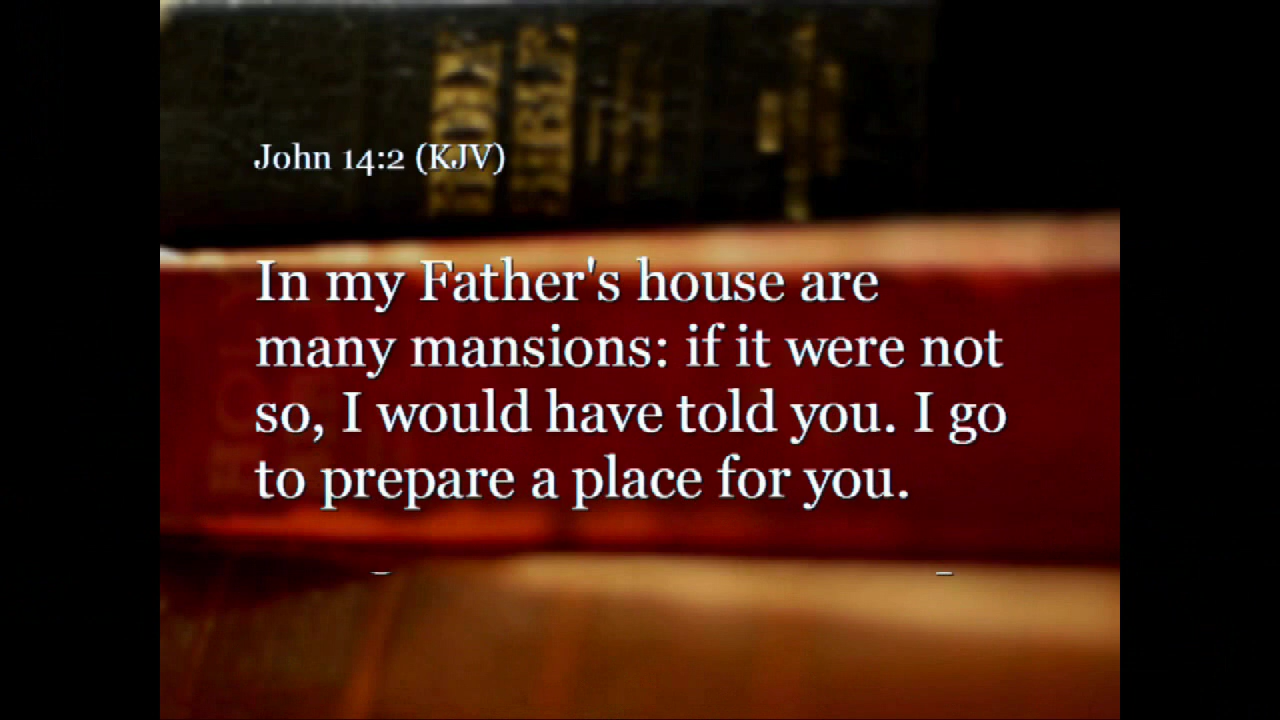 John 14:2 (KJV)
In my Father's house are
many mansions: if it were not
so, I would have told you. I go
to prepare a place for you.